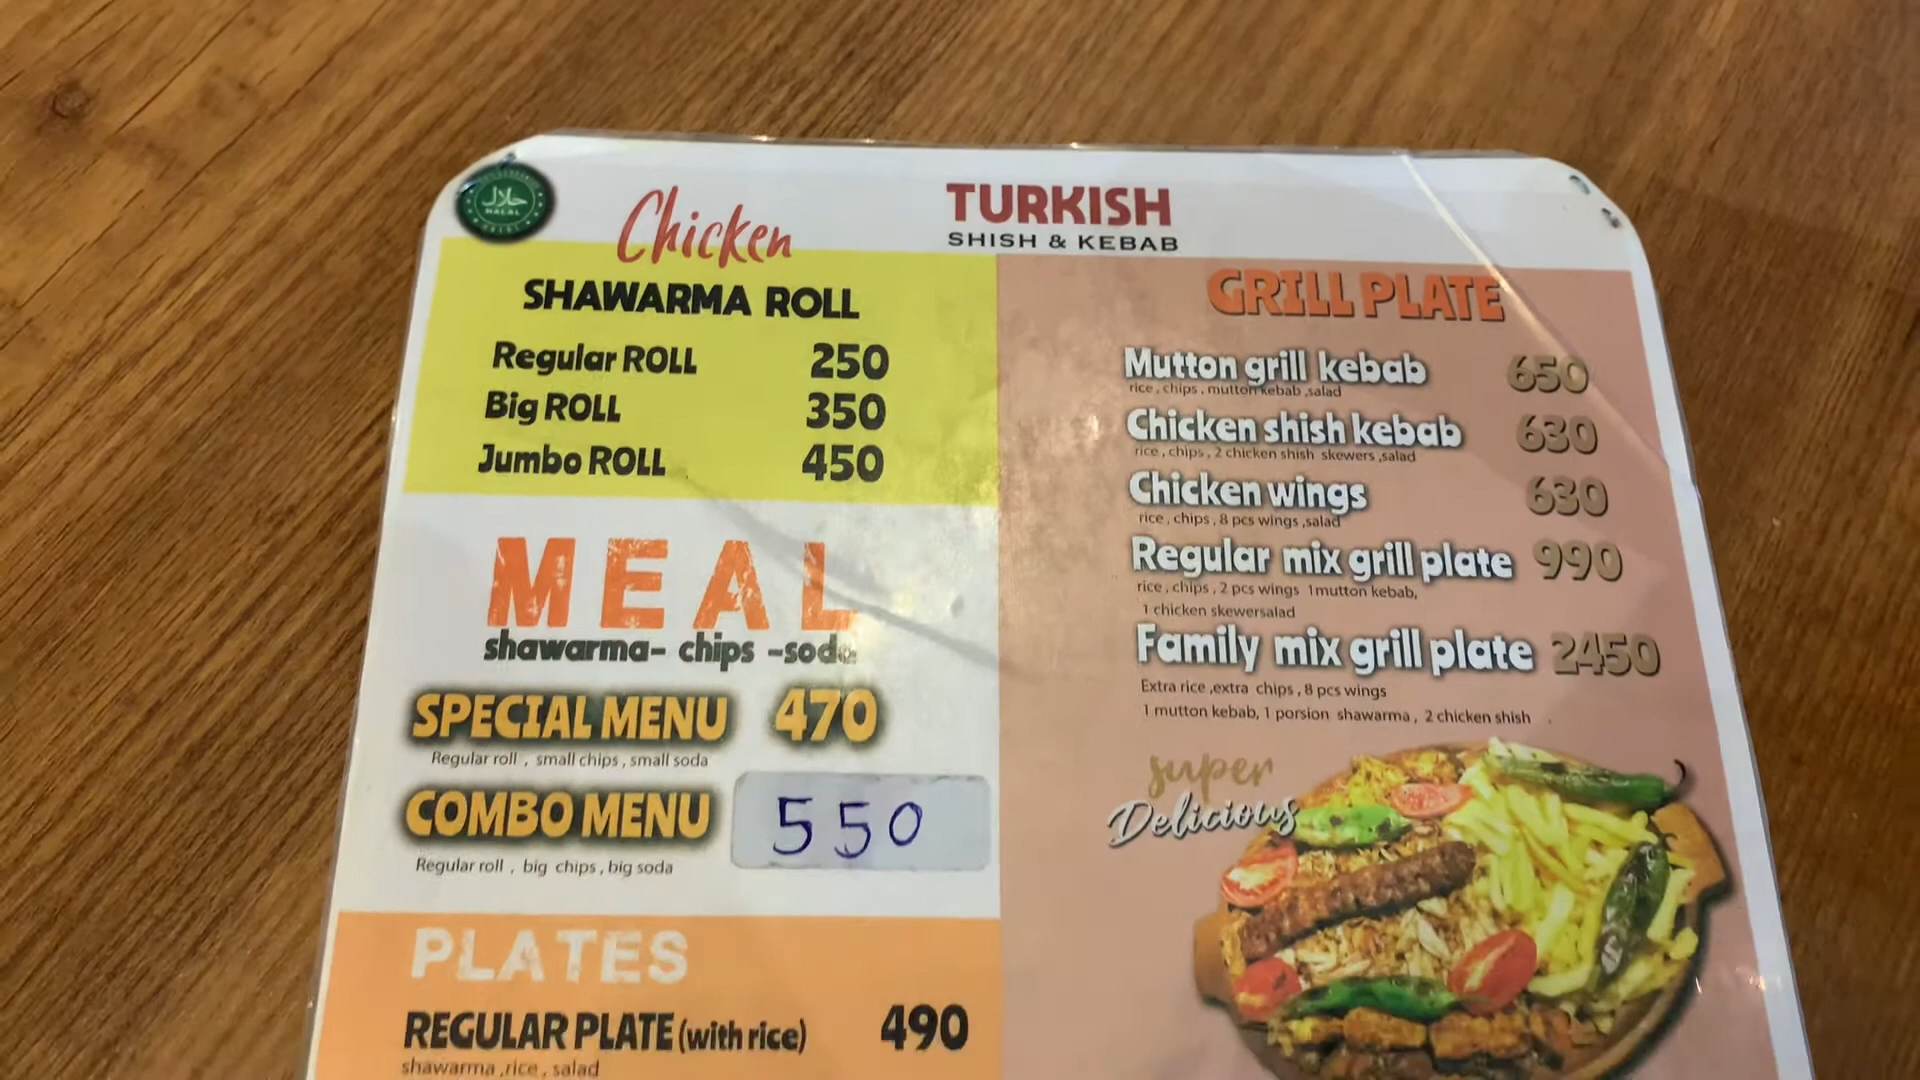 حلال
HALAL
Chicken
SHAWARMA ROLL
Regular ROLL 250
Big ROLL 350
Jumbo ROLL 450
MEAL
shawarma- chips -soda
SPECIAL MENU 470
Regular roll , small chips , small soda
COMBO MENU 550
Regular roll , big chips , big soda
PLATES
REGULAR PLATE (with rice) 490
shawarma ,rice , salad
TURKISH
SHISH & KEBAB
GRILL PLATE
Mutton grill kebab 650
rice , chips , mutton kebab ,salad
Chicken shish kebab 630
rice , chips , 2 chicken shish skewers ,salad
Chicken wings 630
rice , chips , 8 pcs wings ,salad
Regular mix grill plate 990
rice , chips , 2 pcs wings 1mutton kebab,
1 chicken skewersalad
Family mix grill plate 2450
Extra rice ,extra chips , 8 pcs wings
1 mutton kebab, 1 porsion shawarma , 2 chicken shish
super
Delicious